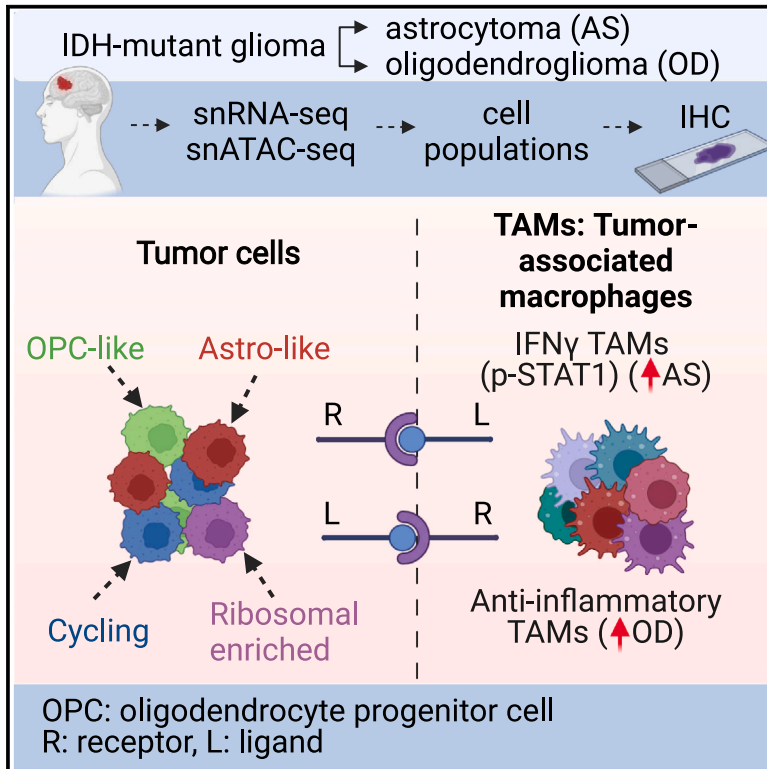 IDH-mutant glioma
astrocytoma (AS)
oligodendroglioma (OD)
snRNA-seq
snATAC-seq
cell
populations
IHC
Tumor cells
OPC-like
Astro-like
Cycling
Ribosomal
enriched
R
L
L
R
TAMs: Tumor-
associated
macrophages
IFNγ TAMs
(p-STAT1) (↑AS)
Anti-inflammatory
TAMs (↑OD)
OPC: oligodendrocyte progenitor cell
R: receptor, L: ligand